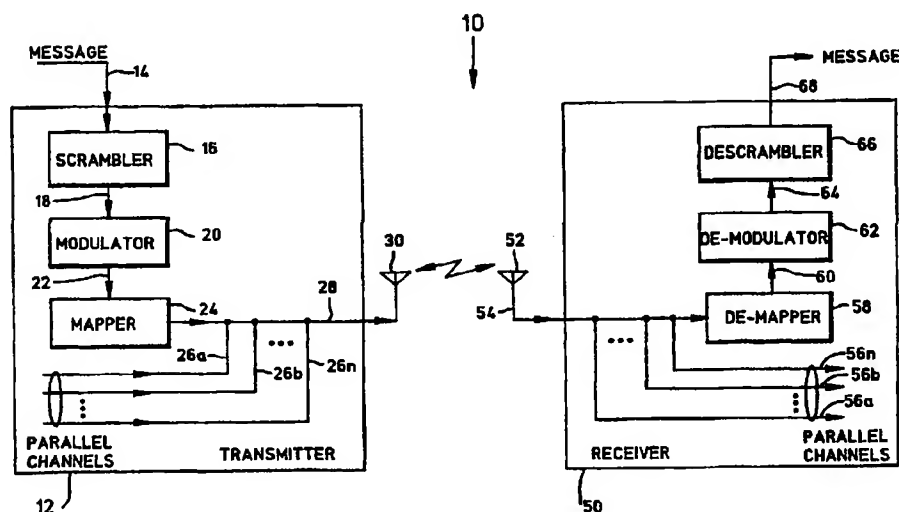 10
MESSAGE
14
SCRAMBLER
16
18
MODULATOR
20
22
MAPPER
24
26a
26b
26n
28
30
PARALLEL
CHANNELS
TRANSMITTER
12
MESSAGE
68
DESCRAMBLER
66
64
DE-MODULATOR
62
60
DE-MAPPER
58
52
54
56n
56b
56a
RECEIVER
PARALLEL
CHANNELS
50